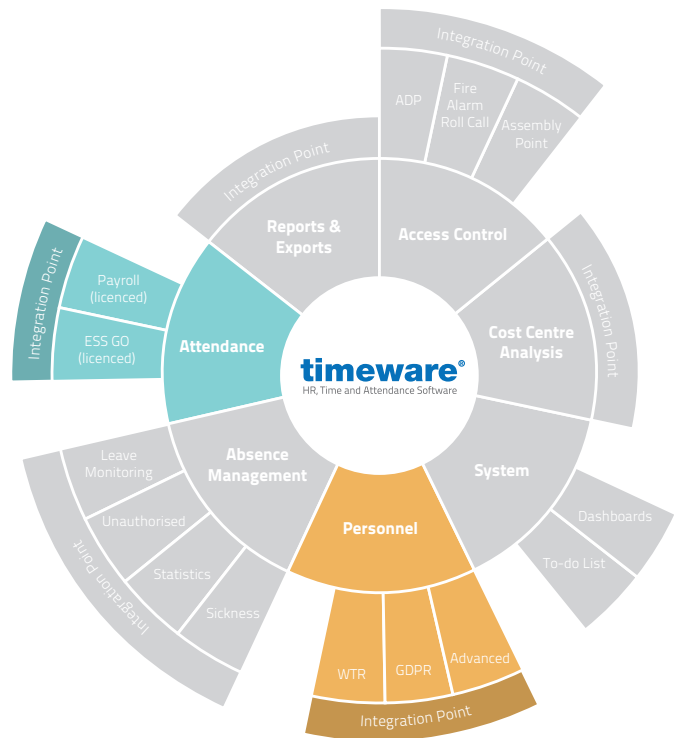 Integration Point
ADP
Fire
Alarm
Roll Call
Assembly
Point
Integration Point
Reports &
Exports
Access Control
Integration Point
Payroll
(licenced)
ESS GO
(licenced)
Integration Point
Attendance
Cost Centre
Analysis
Integration Point
timeware®
HR, Time and Attendance Software
Absence
Management
System
Leave
Monitoring
Unauthorised
Statistics
Sickness
Integration Point
Personnel
Dashboards
To-do List
WTR
GDPR
Advanced
Integration Point